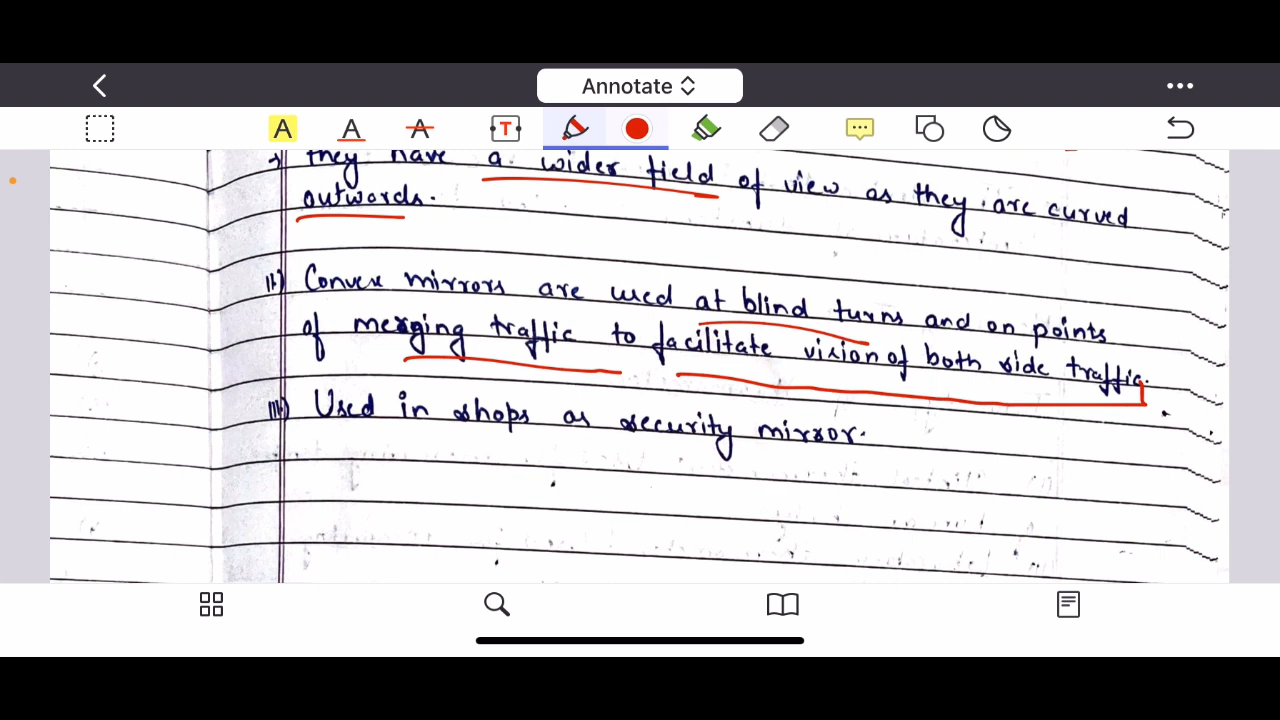 Annotate
A A A T
they have a wider field of view as they are curved
outwords.
II) Convex mirrors are used at blind turns and on points
of merging traffic to facilitate vision of both side traffic.
III) Used in shops as security mirror.